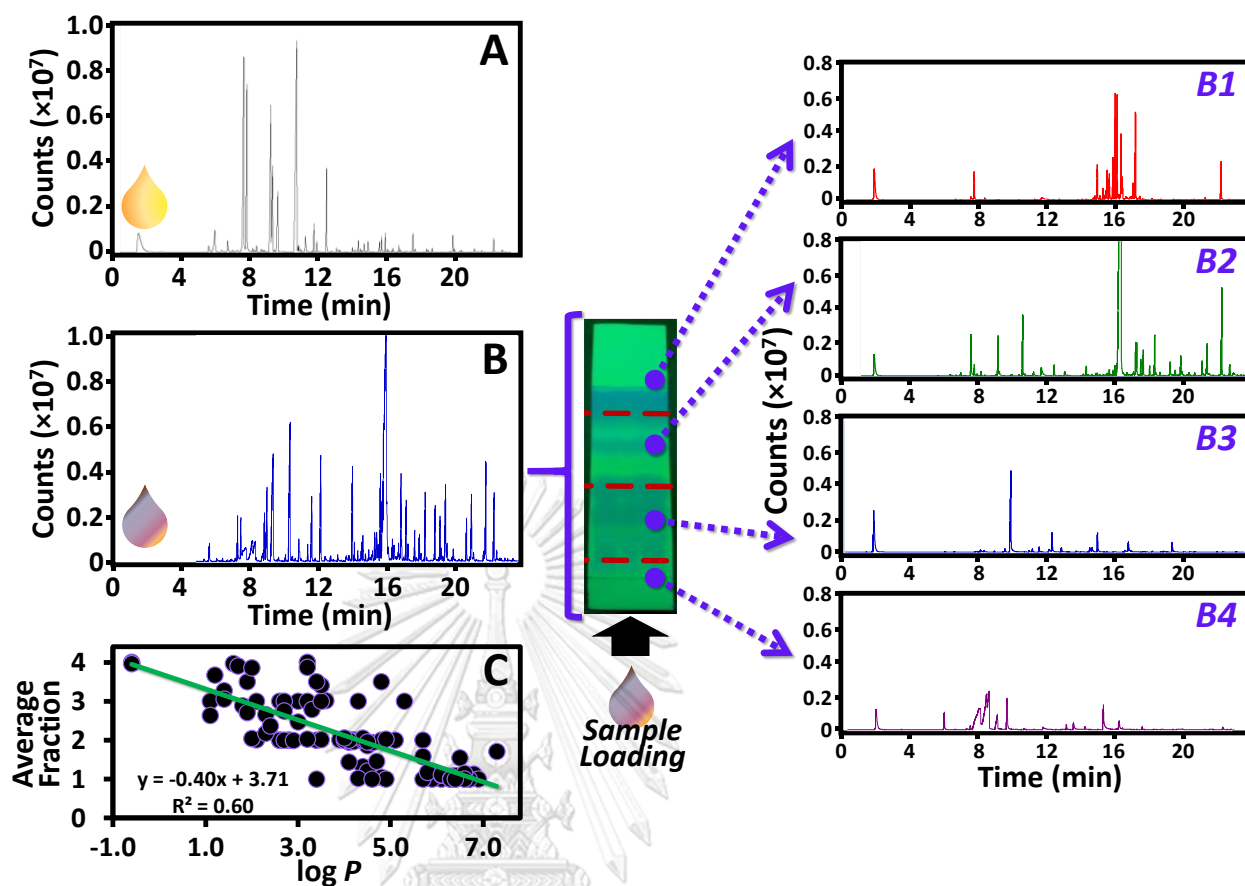 A
Counts (×10⁷)
1.0
0.8
0.6
0.4
0.2
0
0 4 8 12 16 20
Time (min)
B
Counts (×10⁷)
1.0
0.8
0.6
0.4
0.2
0
0 4 8 12 16 20
Time (min)
C
Average
Fraction
4
3
2
1
0
y = -0.40x + 3.71
R² = 0.60
-1.0 1.0 3.0 5.0 7.0
log P
Sample
Loading
Counts (×10⁷)
B1
0.8
0.6
0.4
0.2
0
0 4 8 12 16 20
B2
0.8
0.6
0.4
0.2
0
0 4 8 12 16 20
B3
0.8
0.6
0.4
0.2
0
0 4 8 12 16 20
B4
0.8
0.6
0.4
0.2
0
0 4 8 12 16 20
Time (min)